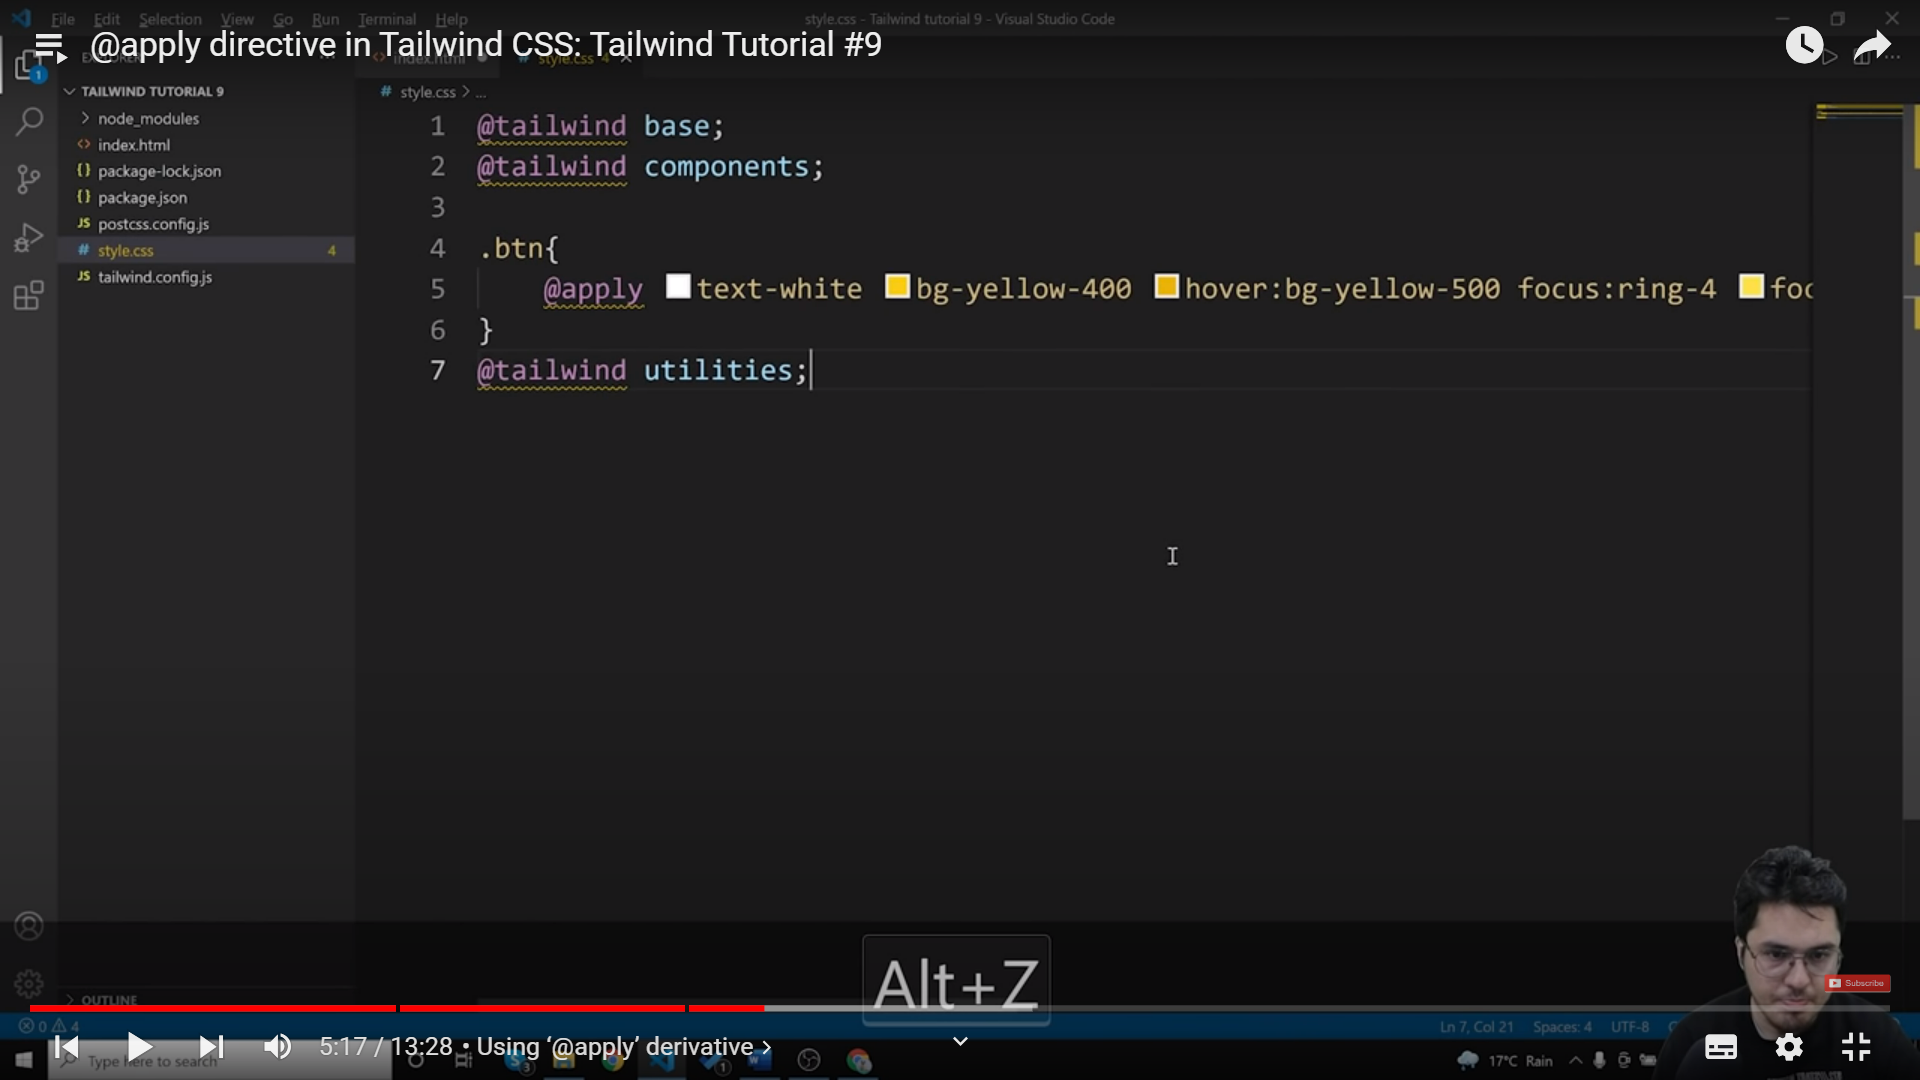 File Edit Selection View Go Run Terminal Help
style.css - Tailwind tutorial 9 - Visual Studio Code
@apply directive in Tailwind CSS: Tailwind Tutorial #9
EXPLORER
index.html
# style.css 4
1
TAILWIND TUTORIAL 9
node_modules
index.html
package-lock.json
package.json
postcss.config.js
style.css 4
tailwind.config.js
# style.css > ...
1 @tailwind base;
2 @tailwind components;
3
4 .btn{
5 @apply text-white bg-yellow-400 hover:bg-yellow-500 focus:ring-4 foc
6 }
7 @tailwind utilities;
Alt+Z
Subscribe
OUTLINE
0 4
Ln 7, Col 21 Spaces: 4 UTF-8
5:17 / 13:28 • Using ‘@apply’ derivative >
Type here to search
3
1
17°C Rain